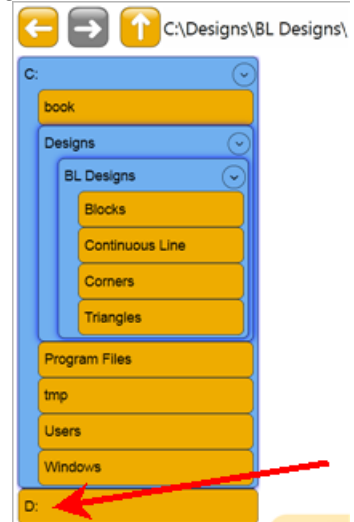 C:\Designs\BL Designs\
C:
book
Designs
BL Designs
Blocks
Continuous Line
Corners
Triangles
Program Files
tmp
Users
Windows
D: